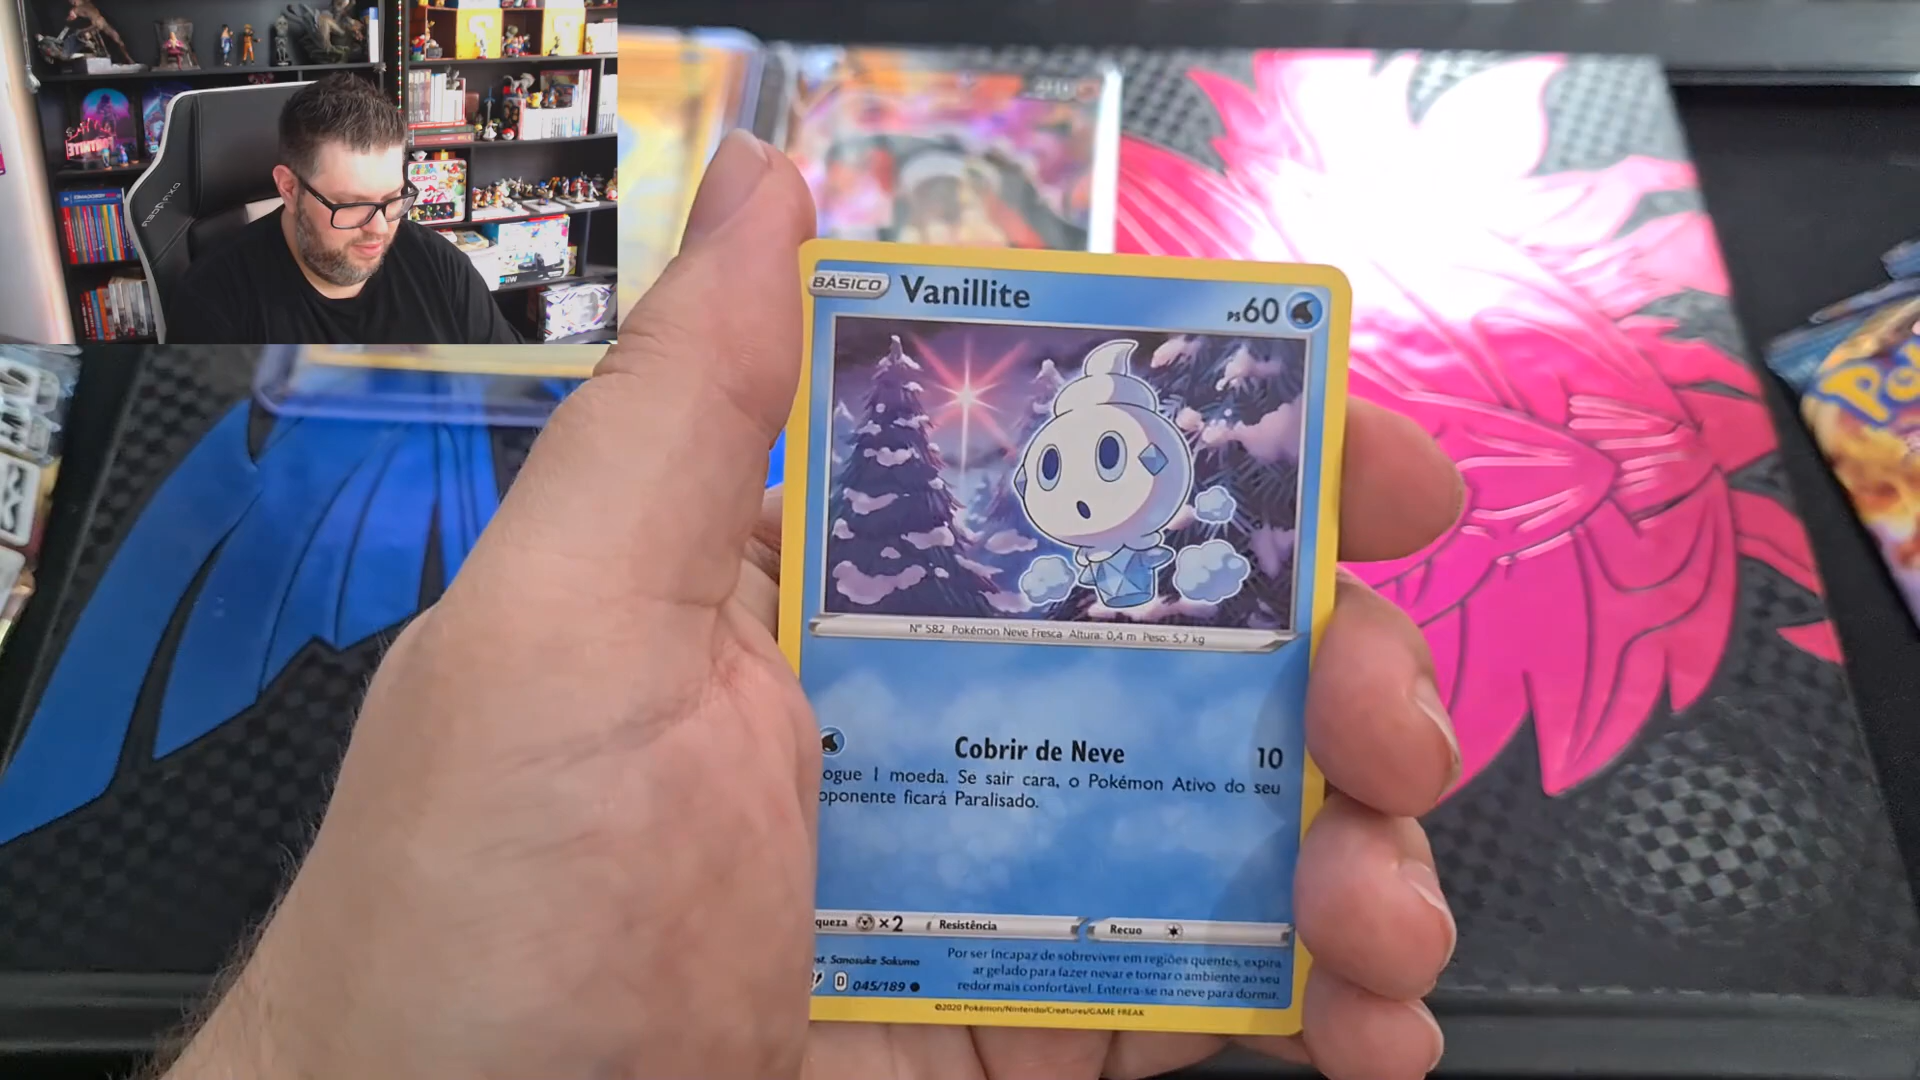 BÁSICO Vanillite PS60
Nº 582 Pokémon Neve Fresca Altura: 0,4 m Peso: 5,7 kg
Cobrir de Neve 10
ogue 1 moeda. Se sair cara, o Pokémon Ativo do seu
oponente ficará Paralisado.
queza ×2 Resistência Recuo
st. Sanosuke Sakuma
D 045/189
Por ser incapaz de sobreviver em regiões quentes, expira
ar gelado para fazer nevar e tornar o ambiente ao seu
redor mais confortável. Enterra-se na neve para dormir.
©2020 Pokémon/Nintendo/Creatures/GAME FREAK